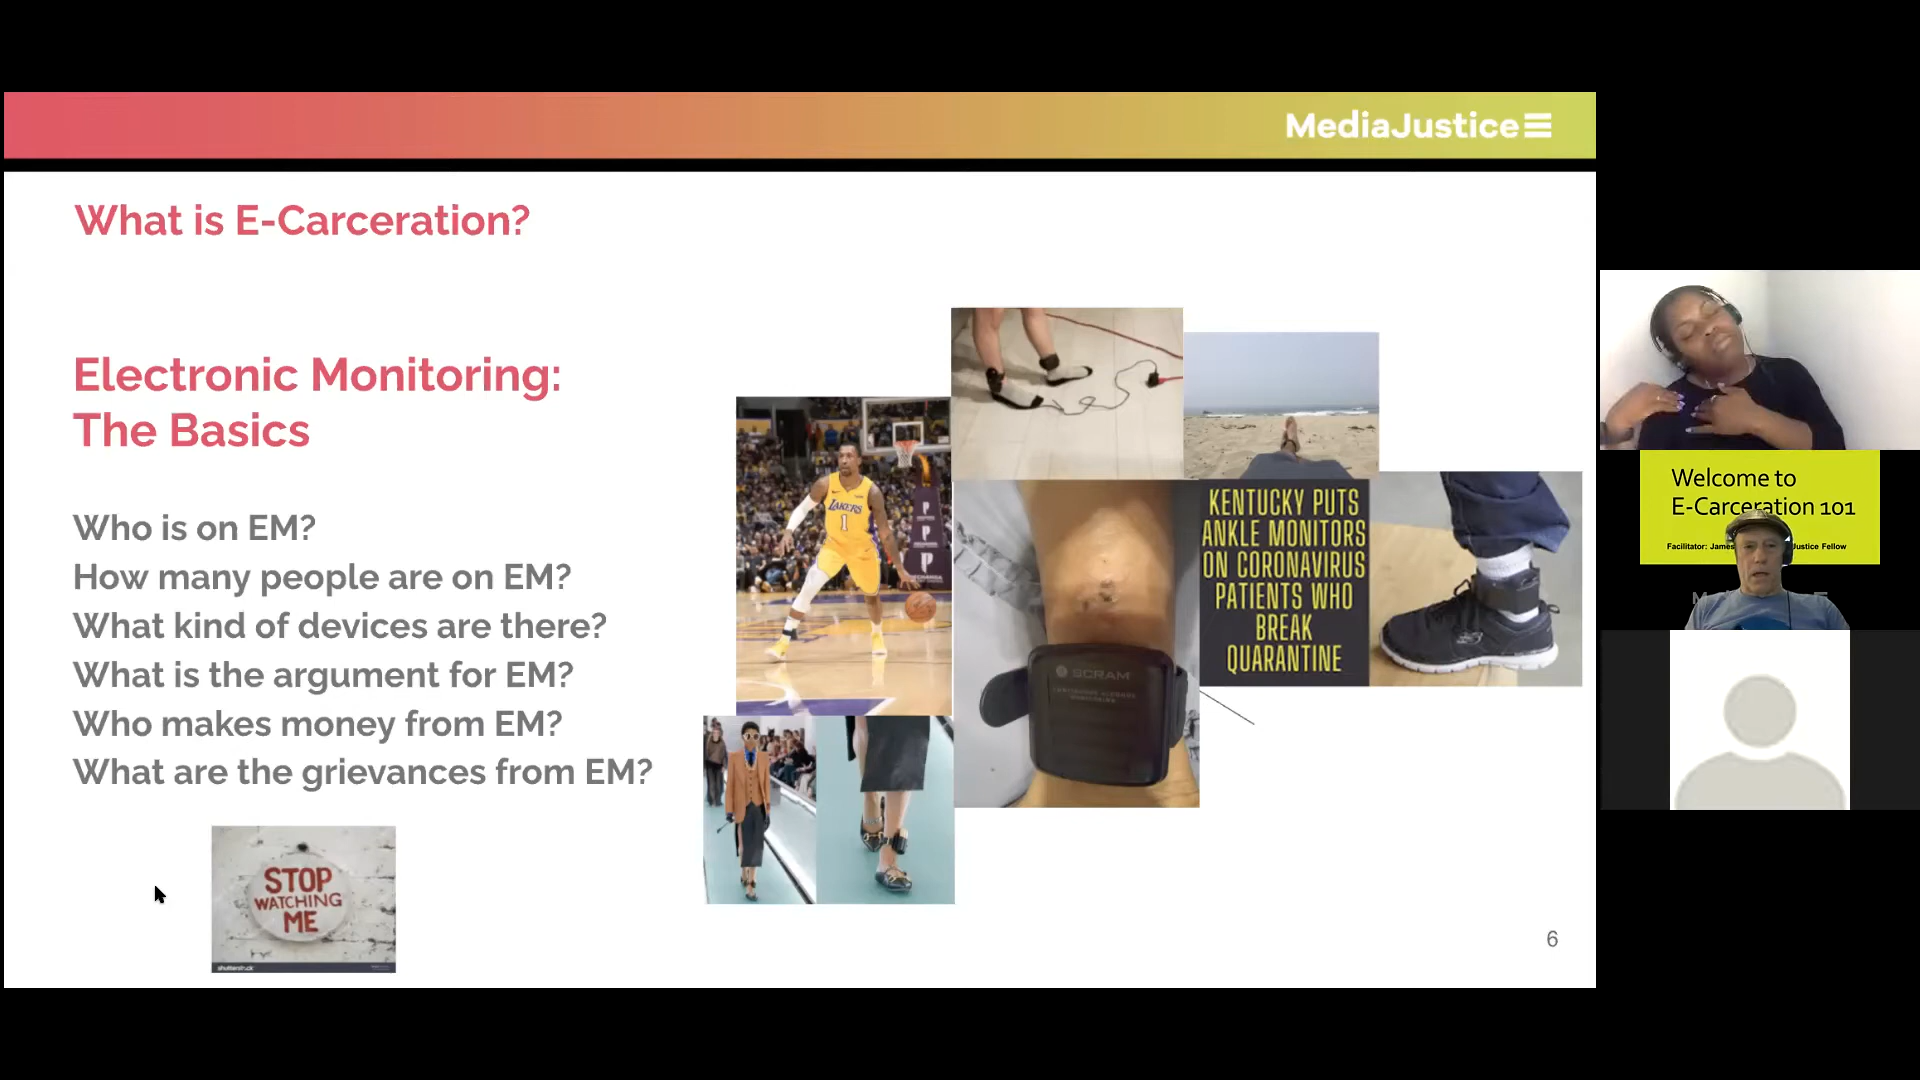 MediaJustice
What is E-Carceration?
Electronic Monitoring:
The Basics
Who is on EM?
How many people are on EM?
What kind of devices are there?
What is the argument for EM?
Who makes money from EM?
What are the grievances from EM?
STOP
WATCHING
ME
shutterstock
LAKERS
1
SCRAM
KENTUCKY PUTS
ANKLE MONITORS
ON CORONAVIRUS
PATIENTS WHO
BREAK
QUARANTINE
6
Welcome to
E-Carceration 101
Facilitator: James Justice Fellow